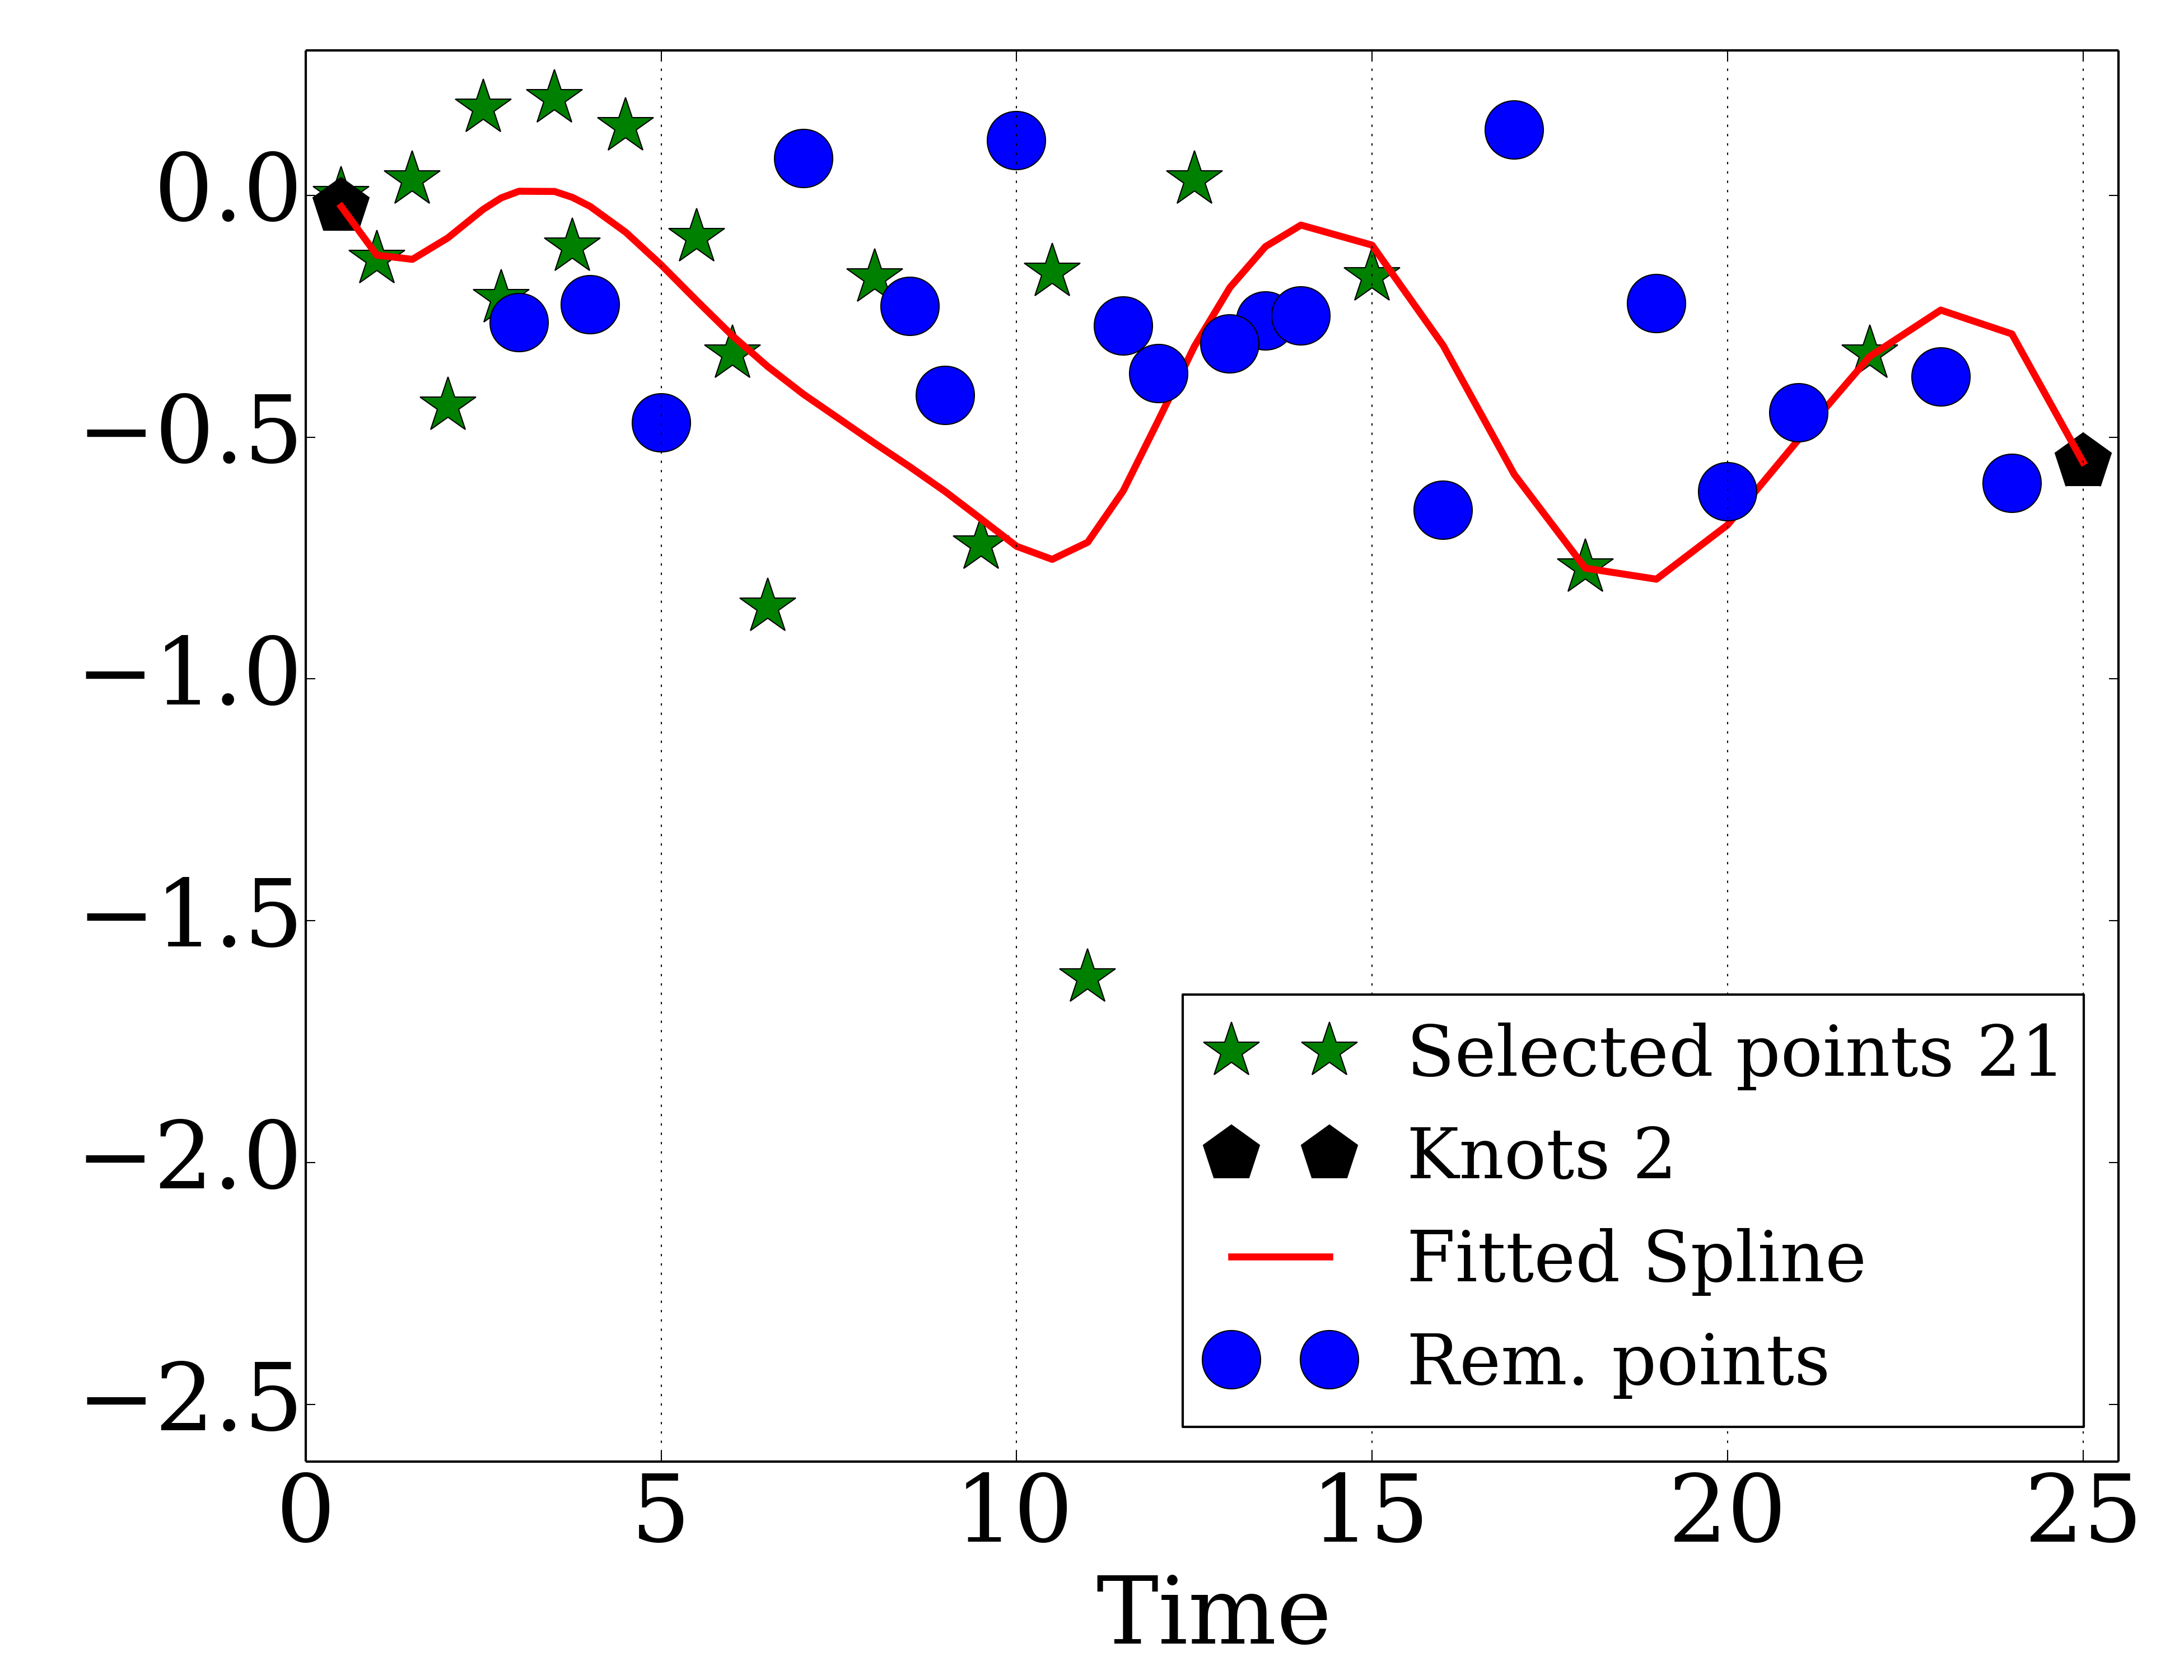 0.0
−0.5
−1.0
−1.5
−2.0
−2.5
Selected points 21
Knots 2
Fitted Spline
Rem. points
0 5 10 15 20 25
Time